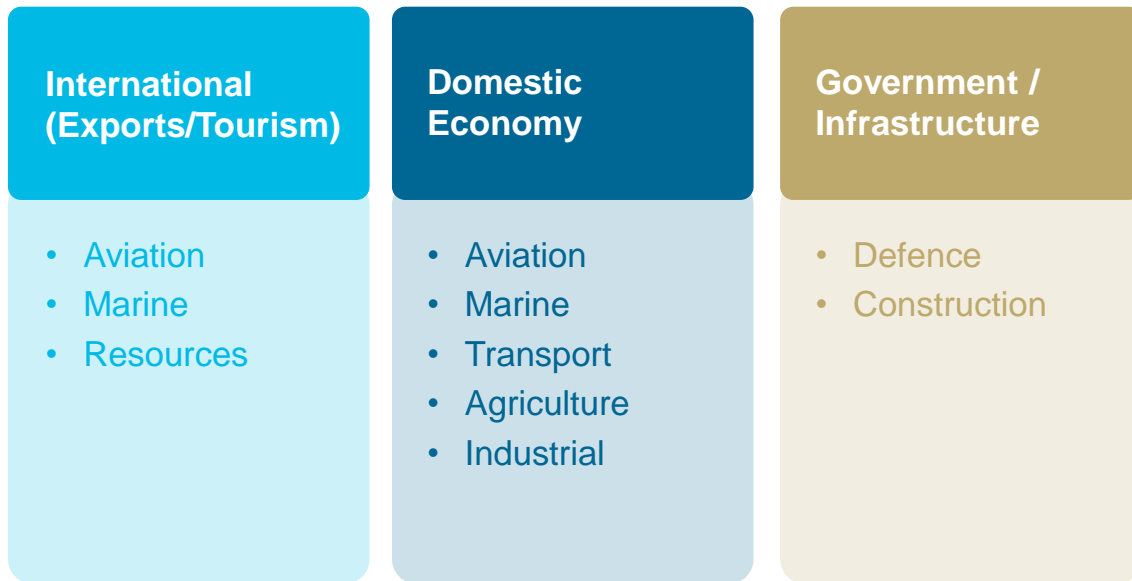 International
(Exports/Tourism)
• Aviation
• Marine
• Resources
Domestic
Economy
• Aviation
• Marine
• Transport
• Agriculture
• Industrial
Government /
Infrastructure
• Defence
• Construction